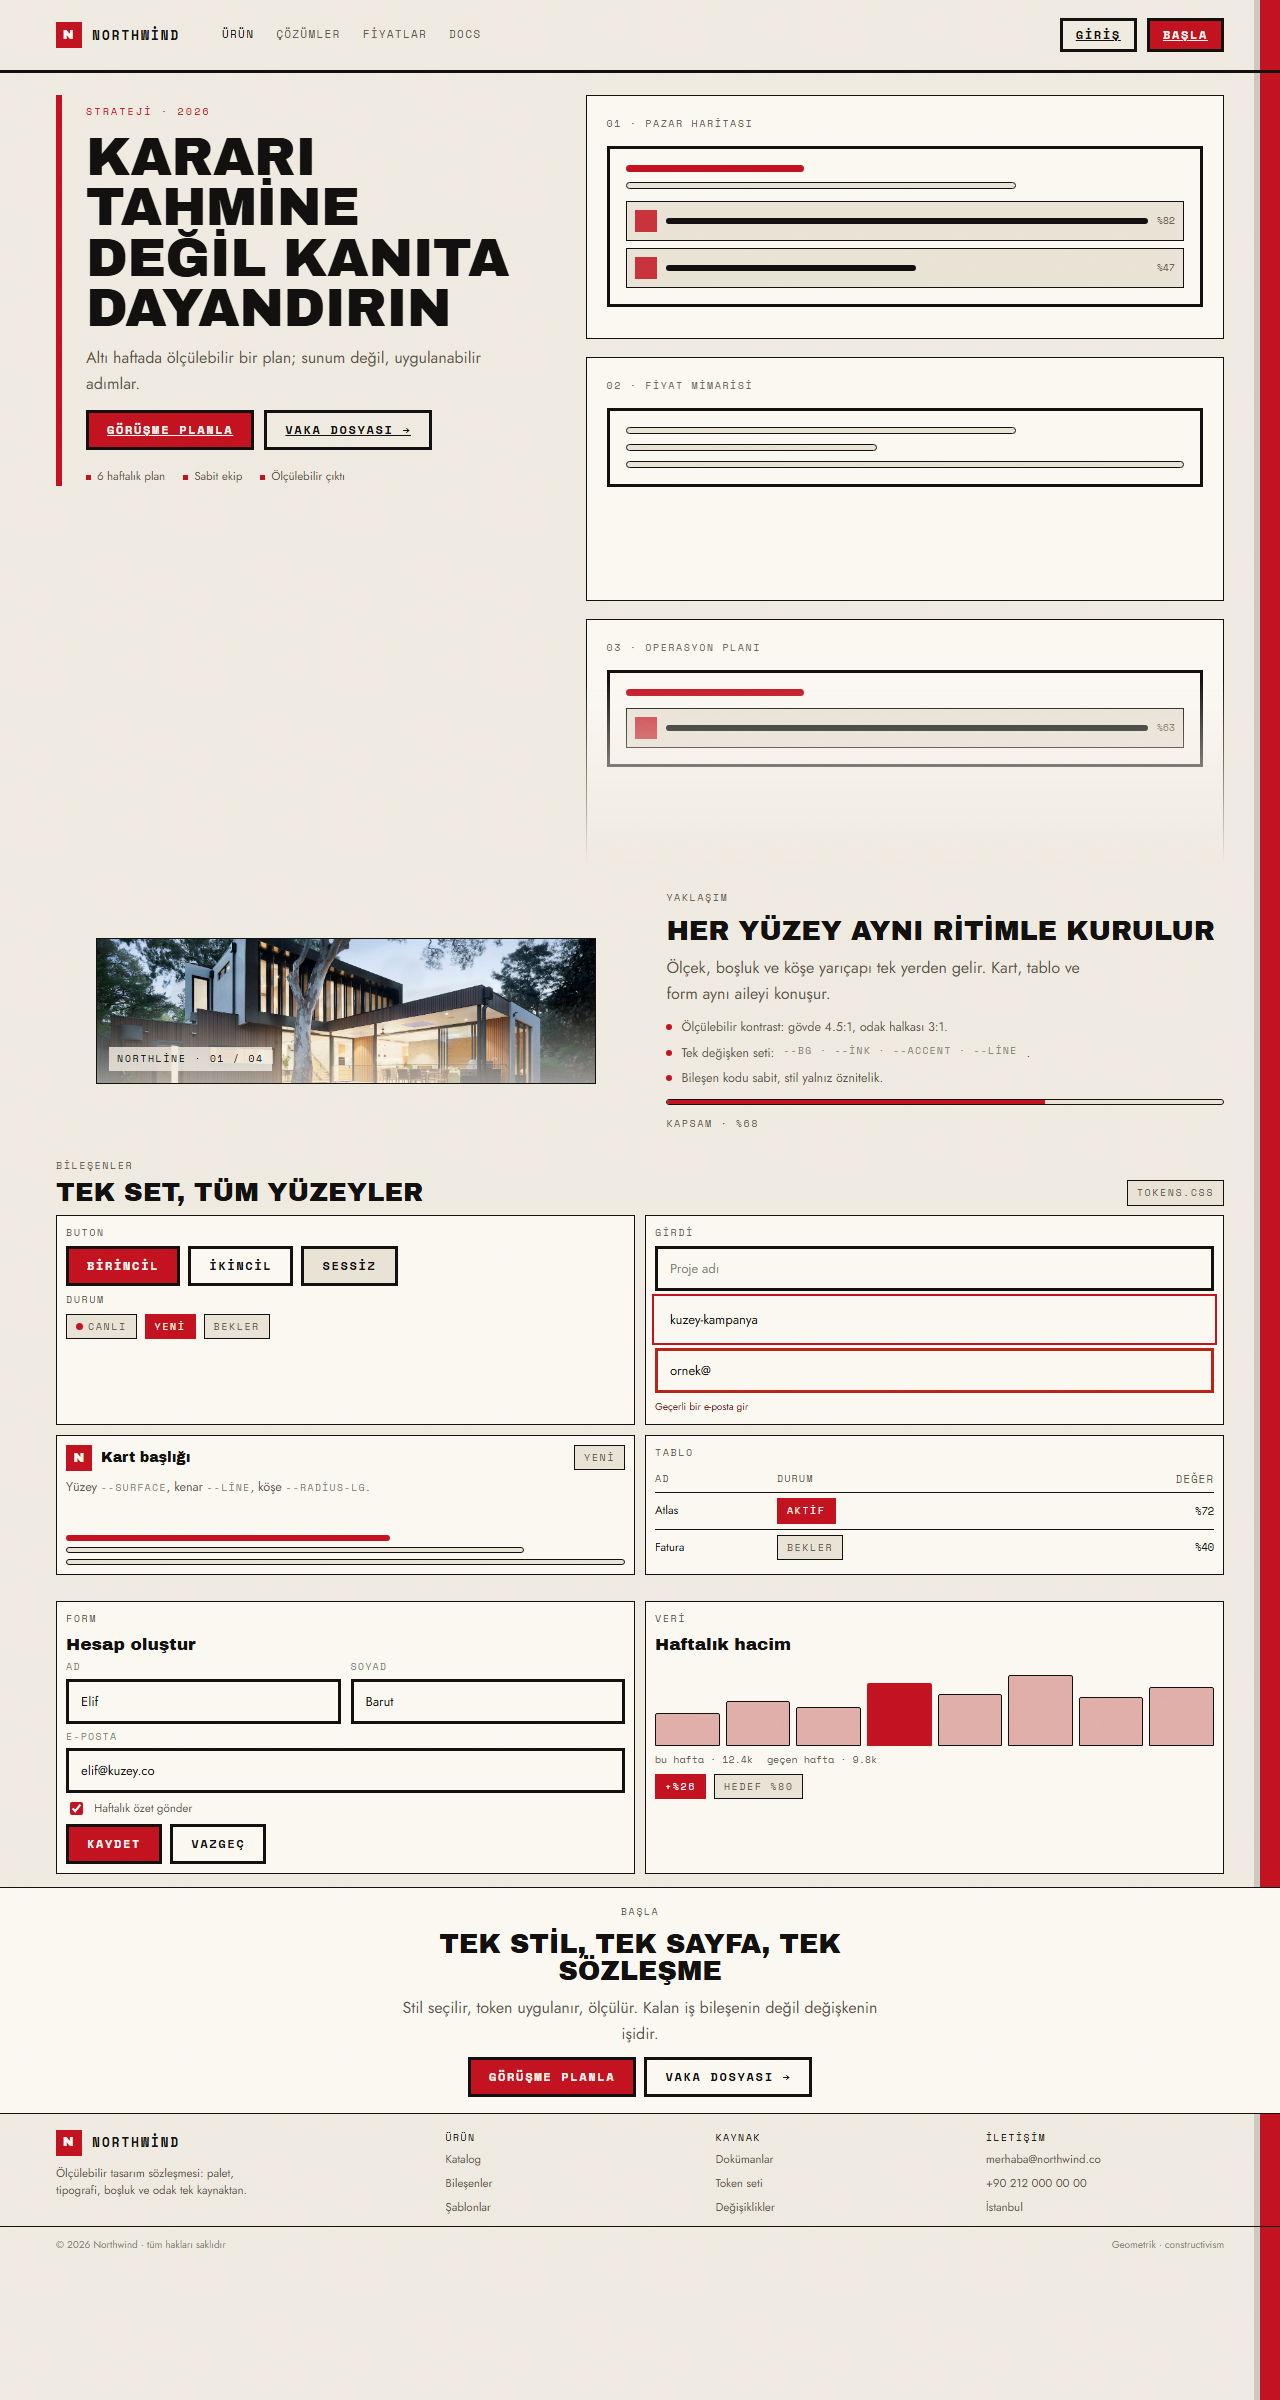 N NORTHWİND ÜRÜN ÇÖZÜMLER FİYATLAR DOCS GİRİŞ BAŞLA
STRATEJİ · 2026
KARARI
TAHMİNE
DEĞİL KANITA
DAYANDIRIN
Altı haftada ölçülebilir bir plan; sunum değil, uygulanabilir
adımlar.
GÖRÜŞME PLANLA VAKA DOSYASI →
6 haftalık plan Sabit ekip Ölçülebilir çıktı
01 · PAZAR HARİTASI
%82
%47
02 · FİYAT MİMARİSİ
03 · OPERASYON PLANI
%63
NORTHLİNE · 01 / 04
YAKLAŞIM
HER YÜZEY AYNI RİTİMLE KURULUR
Ölçek, boşluk ve köşe yarıçapı tek yerden gelir. Kart, tablo ve
form aynı aileyi konuşur.
Ölçülebilir kontrast: gövde 4.5:1, odak halkası 3:1.
Tek değişken seti: --BG · --İNK · --ACCENT · --LİNE .
Bileşen kodu sabit, stil yalnız öznitelik.
KAPSAM · %68
BİLEŞENLER
TEK SET, TÜM YÜZEYLER
TOKENS.CSS
BUTON
BİRİNCİL İKİNCİL SESSİZ
DURUM
CANLI YENİ BEKLER
GİRDİ
Proje adı
kuzey-kampanya
ornek@
Geçerli bir e-posta gir
N Kart başlığı YENİ
Yüzey --SURFACE, kenar --LİNE, köşe --RADİUS-LG.
TABLO
AD DURUM DEĞER
Atlas AKTİF %72
Fatura BEKLER %40
FORM
Hesap oluştur
AD SOYAD
Elif Barut
E-POSTA
elif@kuzey.co
Haftalık özet gönder
KAYDET VAZGEÇ
VERİ
Haftalık hacim
bu hafta · 12.4k geçen hafta · 9.8k
+%26 HEDEF %80
BAŞLA
TEK STİL, TEK SAYFA, TEK
SÖZLEŞME
Stil seçilir, token uygulanır, ölçülür. Kalan iş bileşenin değil değişkenin
işidir.
GÖRÜŞME PLANLA VAKA DOSYASI →
N NORTHWİND
Ölçülebilir tasarım sözleşmesi: palet,
tipografi, boşluk ve odak tek kaynaktan.
ÜRÜN
Katalog
Bileşenler
Şablonlar
KAYNAK
Dokümanlar
Token seti
Değişiklikler
İLETİŞİM
merhaba@northwind.co
+90 212 000 00 00
İstanbul
© 2026 Northwind · tüm hakları saklıdır
Geometrik · constructivism